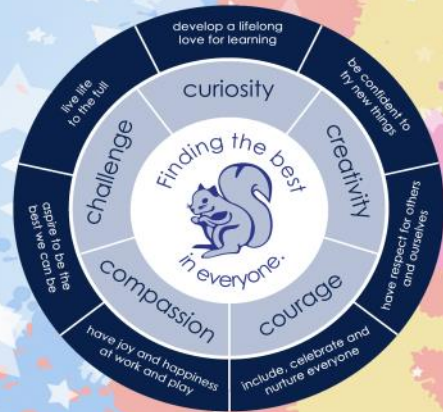 Finding the best
in everyone.
curiosity
creativity
courage
compassion
challenge
develop a lifelong
love for learning
be confident to
try new things
have respect for others
and ourselves
include, celebrate and
nurture everyone
have joy and happiness
at work and play
aspire to be the
best we can be
live life
to the full